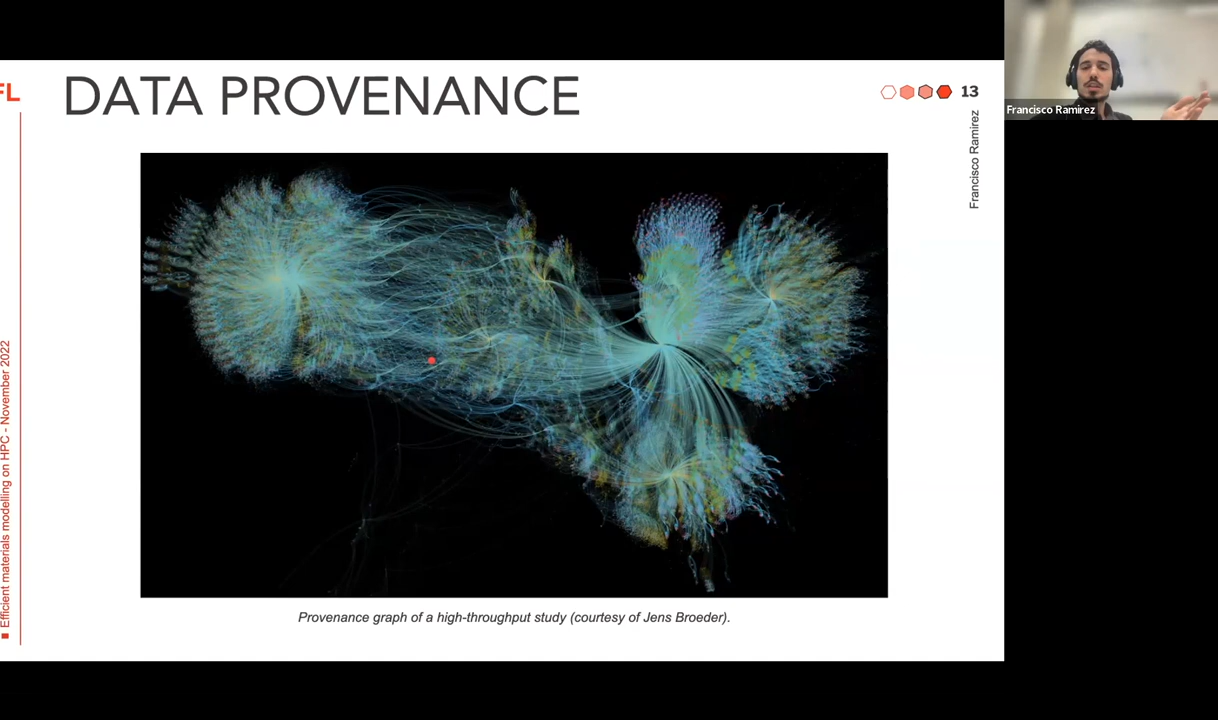 FL
DATA PROVENANCE
13
Francisco Ramirez
Francisco Ramirez
Efficient materials modelling on HPC - November 2022
Provenance graph of a high-throughput study (courtesy of Jens Broeder).